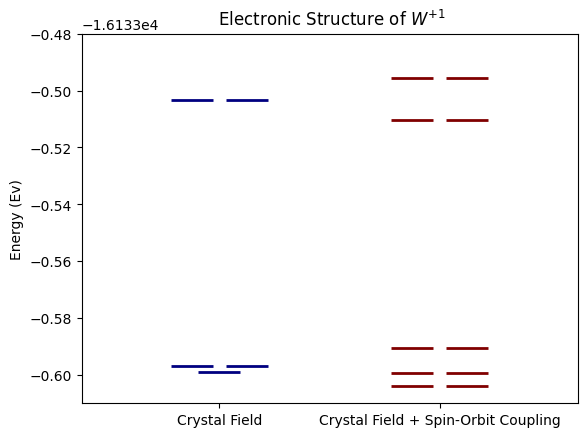 Electronic Structure of $W^{+1}$
−1.6133e4
−0.48
−0.50
−0.52
−0.54
−0.56
−0.58
−0.60
Energy (Ev)
Crystal Field
Crystal Field + Spin-Orbit Coupling